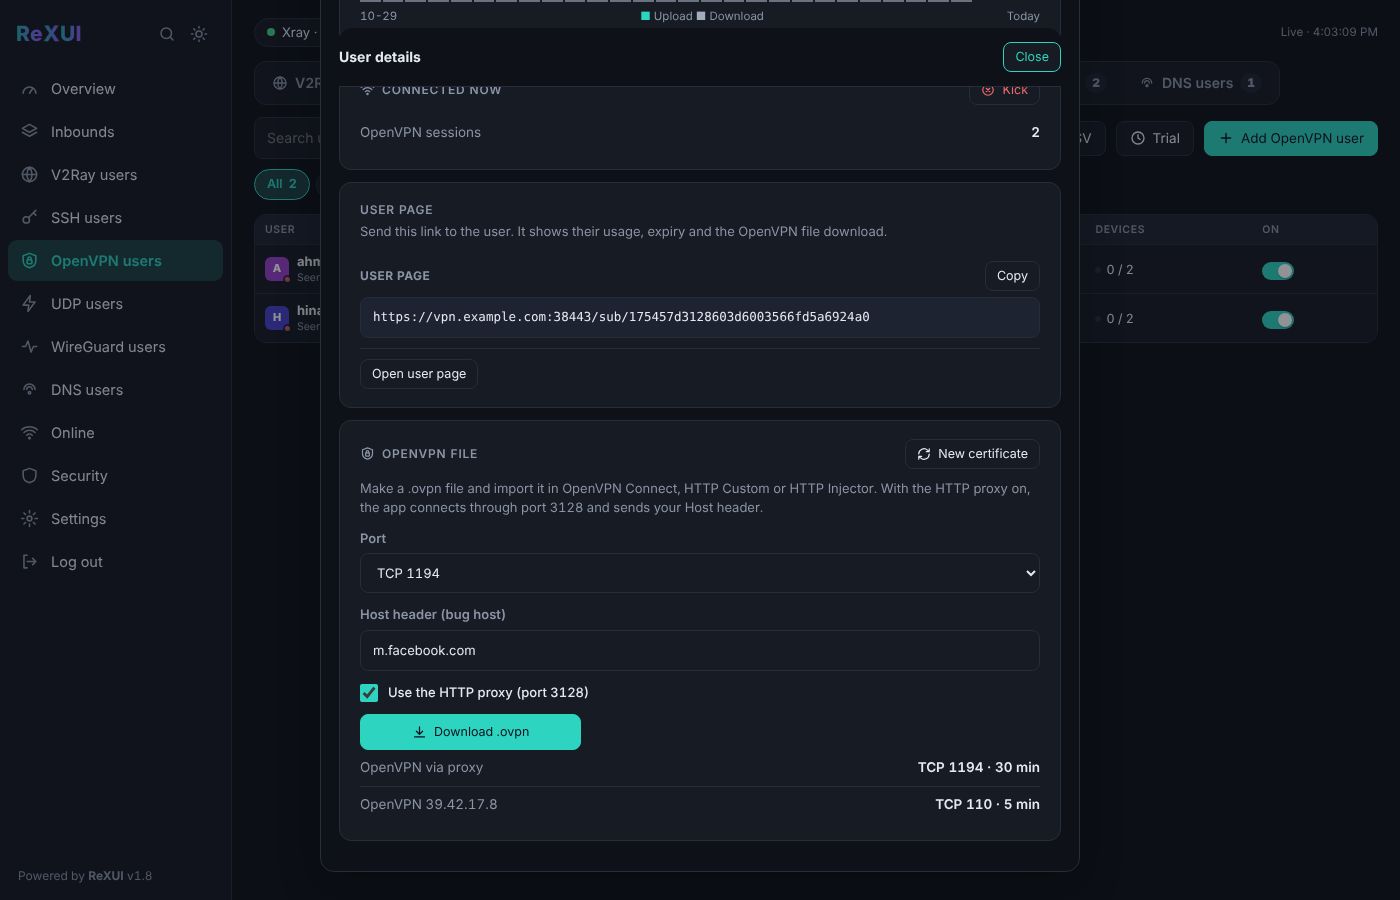 ReXUI
Overview
Inbounds
V2Ray users
SSH users
OpenVPN users
UDP users
WireGuard users
DNS users
Online
Security
Settings
Log out
Powered by ReXUI v1.8
Xray ·
Live · 4:03:09 PM
2
DNS users 1
Trial
Add OpenVPN user
All 2
USER
DEVICES
ON
A
0 / 2
H
0 / 2
10-29
Upload
Download
Today
User details
Close
CONNECTED NOW
Kick
OpenVPN sessions
2
USER PAGE
Send this link to the user. It shows their usage, expiry and the OpenVPN file download.
USER PAGE
Copy
https://vpn.example.com:38443/sub/175457d3128603d6003566fd5a6924a0
Open user page
OPENVPN FILE
New certificate
Make a .ovpn file and import it in OpenVPN Connect, HTTP Custom or HTTP Injector. With the HTTP proxy on,
the app connects through port 3128 and sends your Host header.
Port
TCP 1194
Host header (bug host)
m.facebook.com
Use the HTTP proxy (port 3128)
Download .ovpn
OpenVPN via proxy
TCP 1194 · 30 min
OpenVPN 39.42.17.8
TCP 110 · 5 min